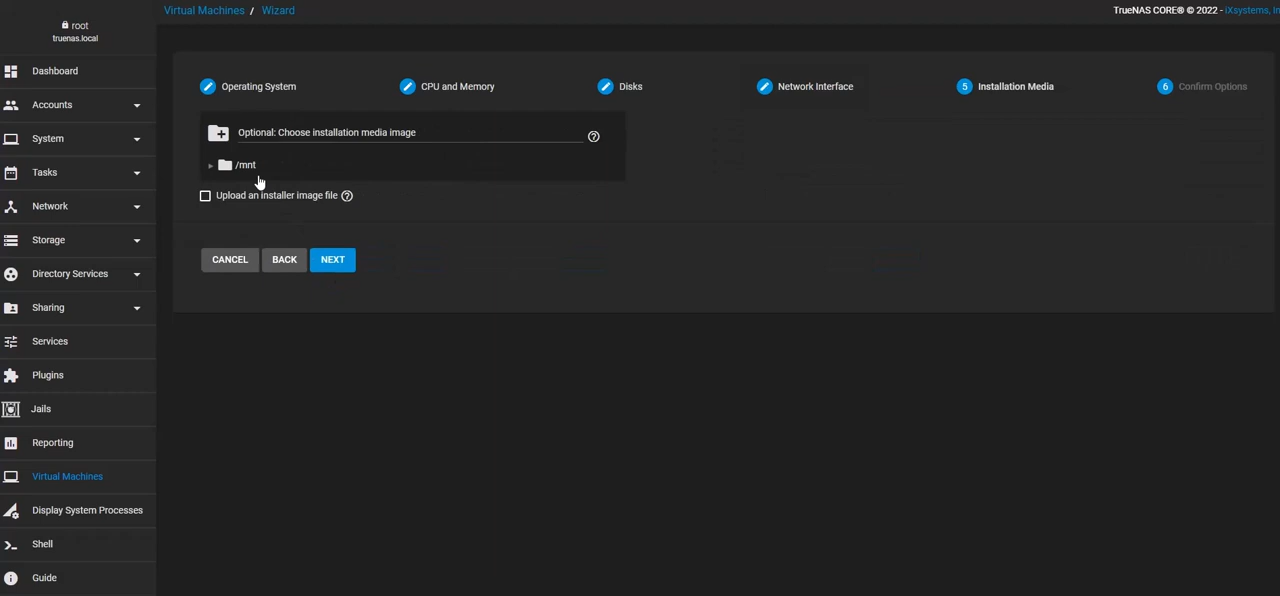 Virtual Machines / Wizard
TrueNAS CORE® © 2022 - iXsystems,
root
truenas.local
Dashboard
Accounts
System
Tasks
Network
Storage
Directory Services
Sharing
Services
Plugins
Jails
Reporting
Virtual Machines
Display System Processes
Shell
Guide
Operating System
CPU and Memory
Disks
Network Interface
5 Installation Media
6 Confirm Options
Optional: Choose installation media image
/mnt
Upload an installer image file
CANCEL
BACK
NEXT